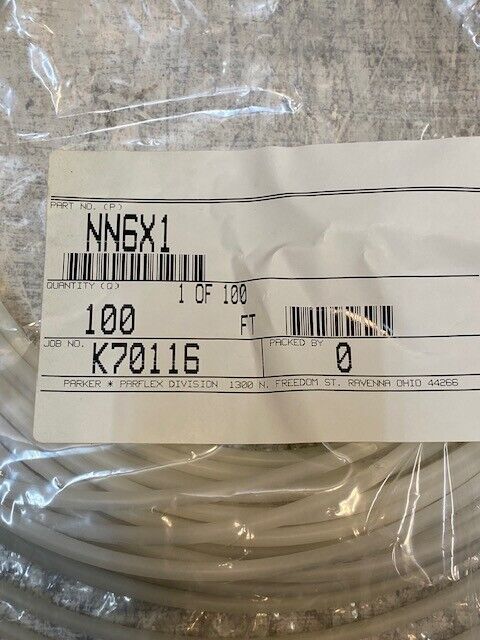 PART NO. (P)
NN6X1
QUANTITY (Q)
1 OF 100
100 FT
JOB NO. PACKED BY
K70116 0
PARKER * PARFLEX DIVISION 1300 N. FREEDOM ST. RAVENNA OHIO 44266